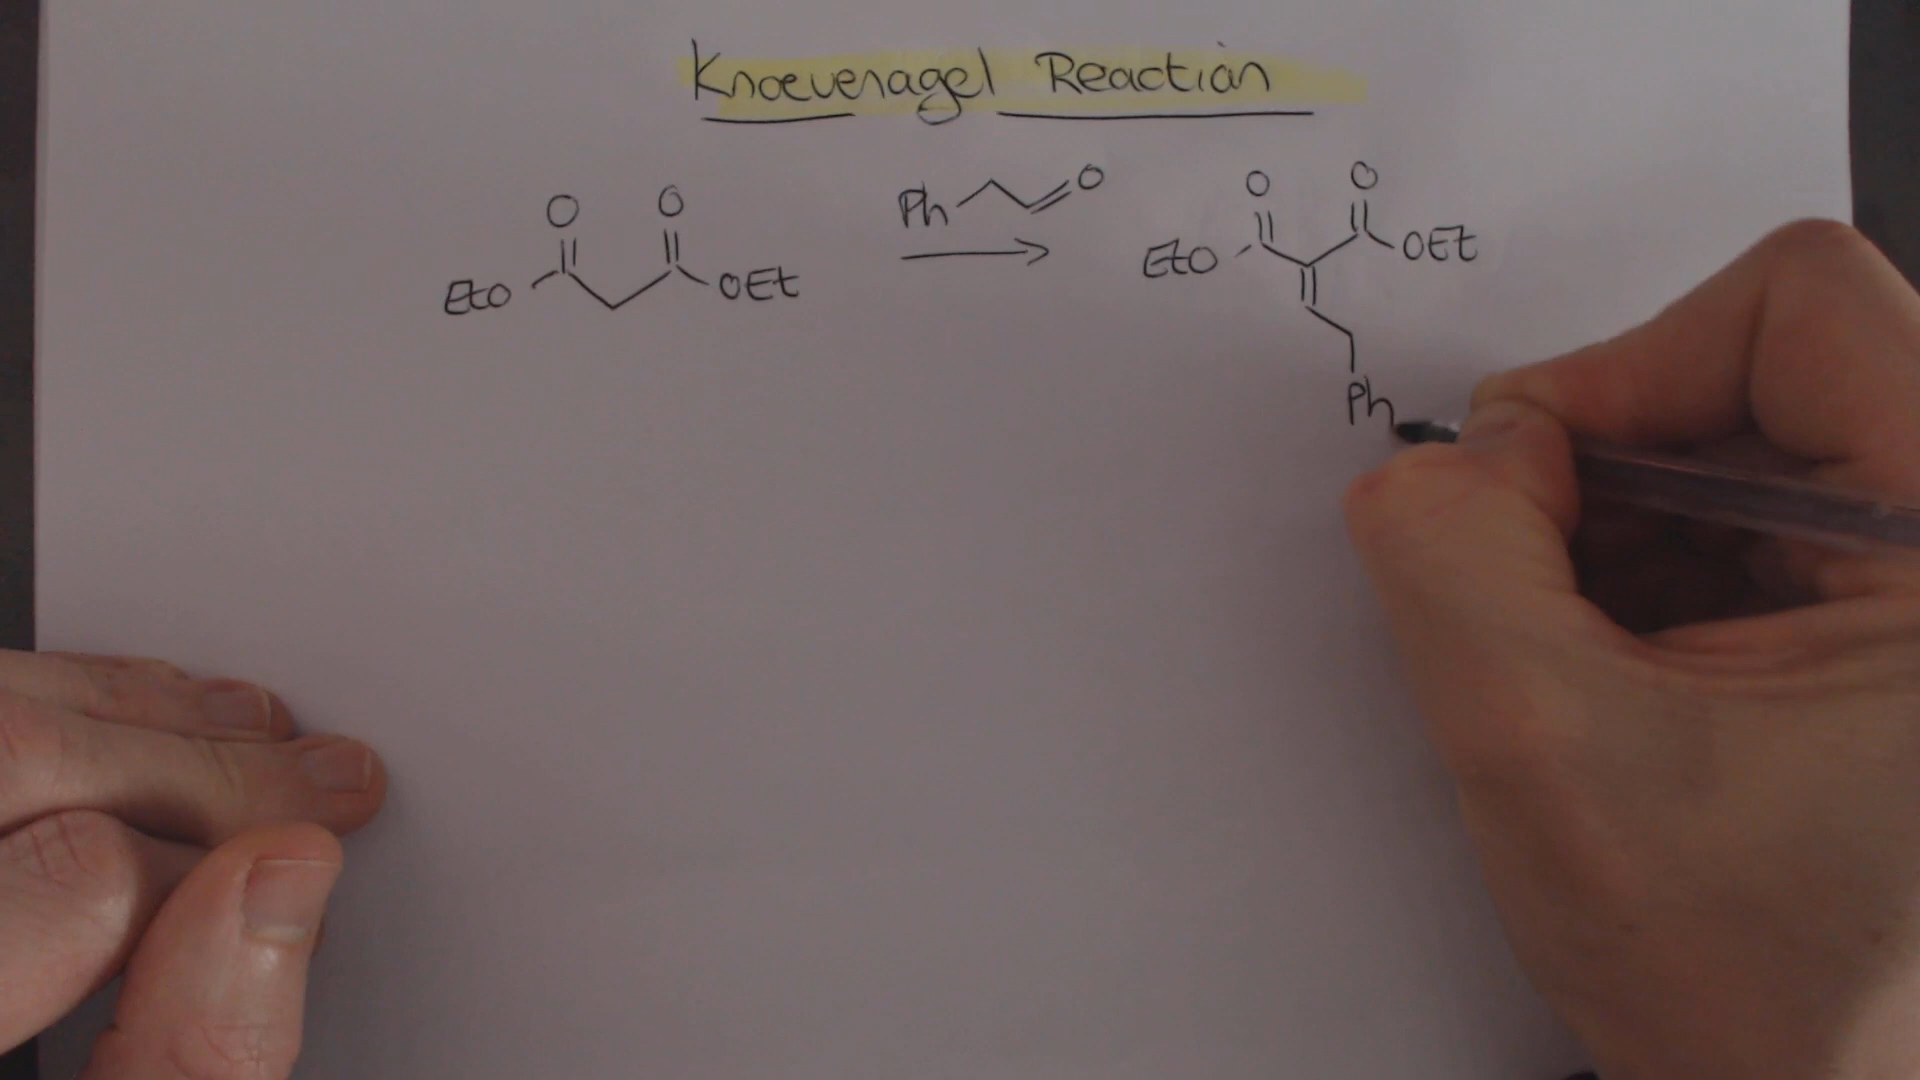 Knoevenagel Reaction
O O Ph O O O
EtO OEt EtO OEt
Ph